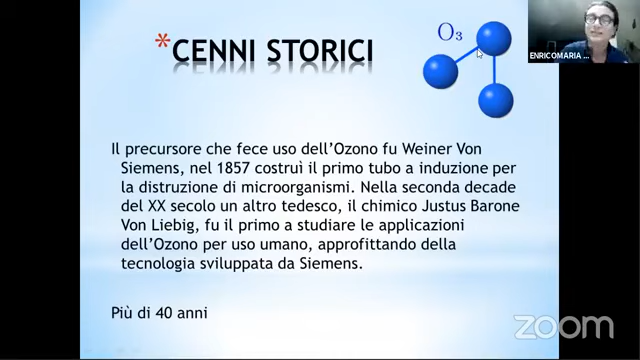 *CENNI STORICI
O₃
ENRICOMARIA ...
Il precursore che fece uso dell'Ozono fu Weiner Von
Siemens, nel 1857 costruì il primo tubo a induzione per
la distruzione di microorganismi. Nella seconda decade
del XX secolo un altro tedesco, il chimico Justus Barone
Von Liebig, fu il primo a studiare le applicazioni
dell'Ozono per uso umano, approfittando della
tecnologia sviluppata da Siemens.
Più di 40 anni
zoom